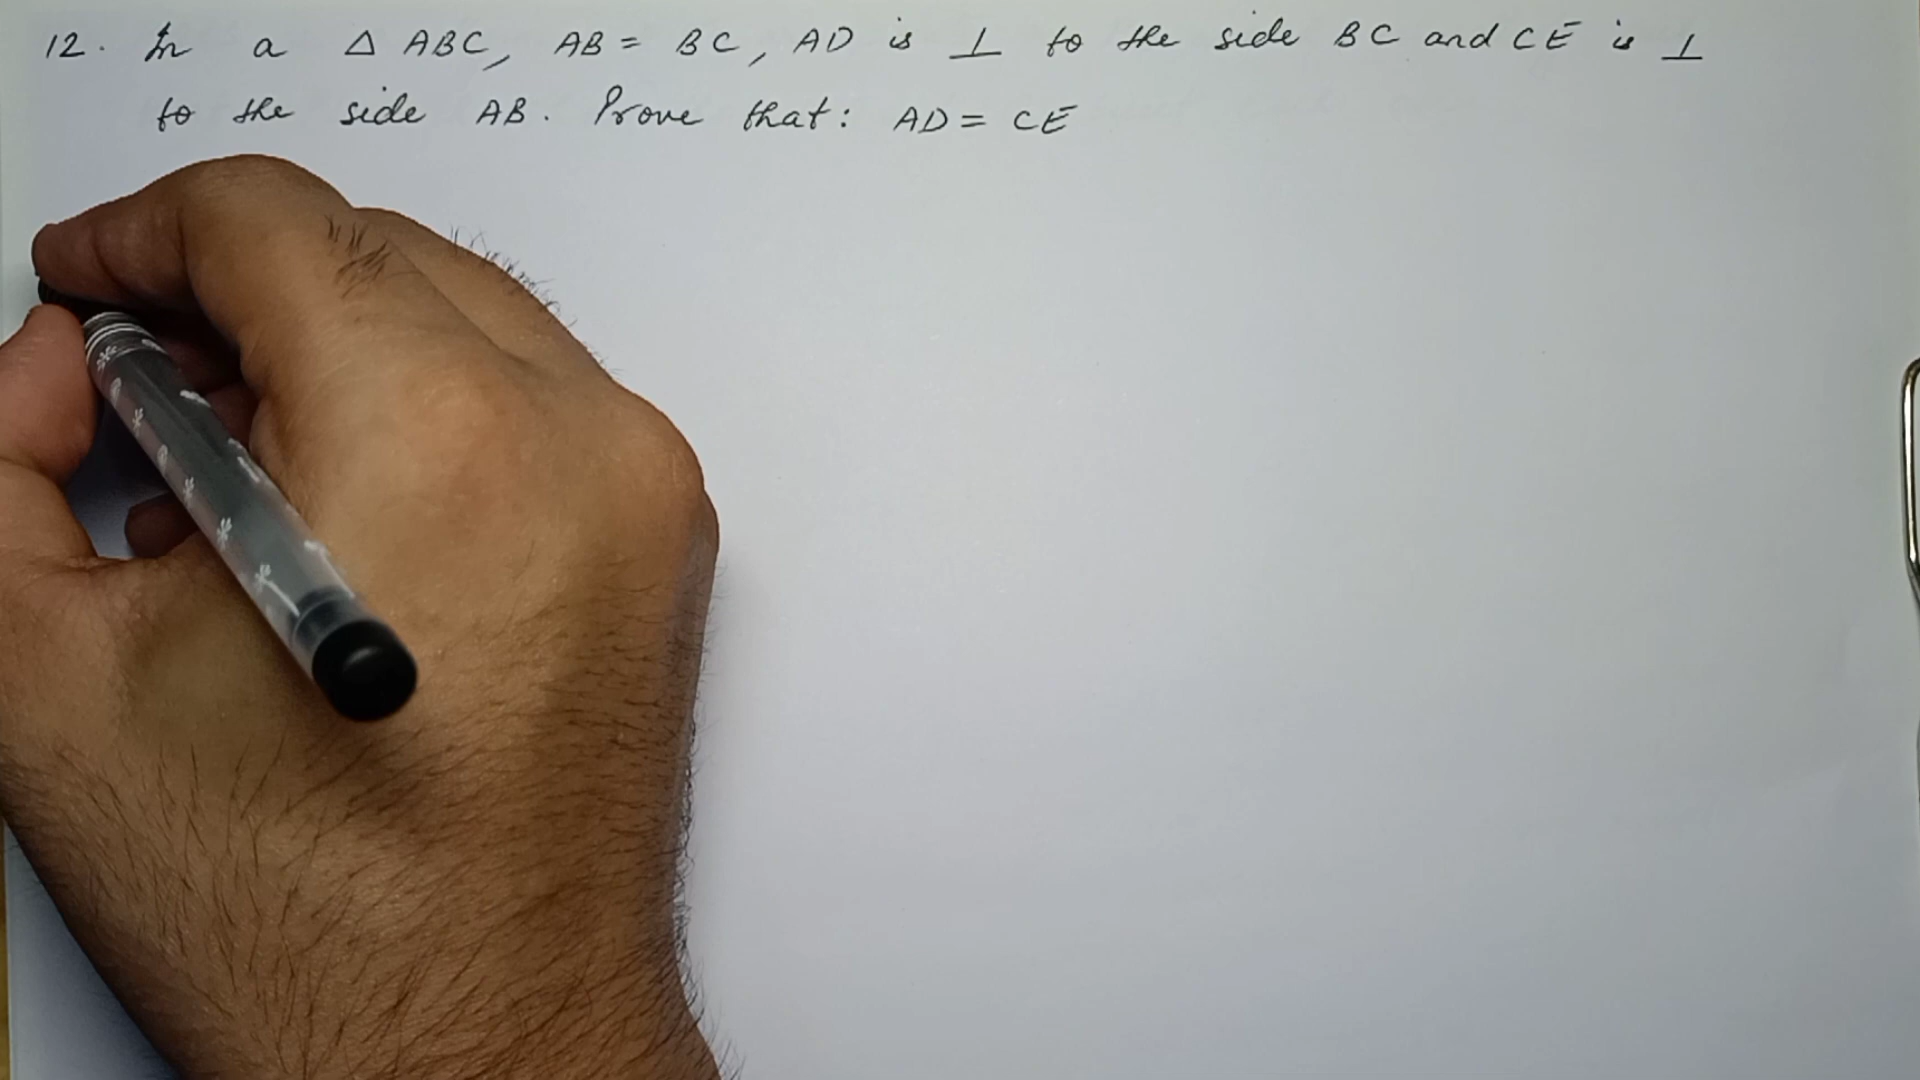 12. In a Δ ABC, AB = BC, AD is ⊥ to the side BC and CE is ⊥
to the side AB. Prove that: AD = CE